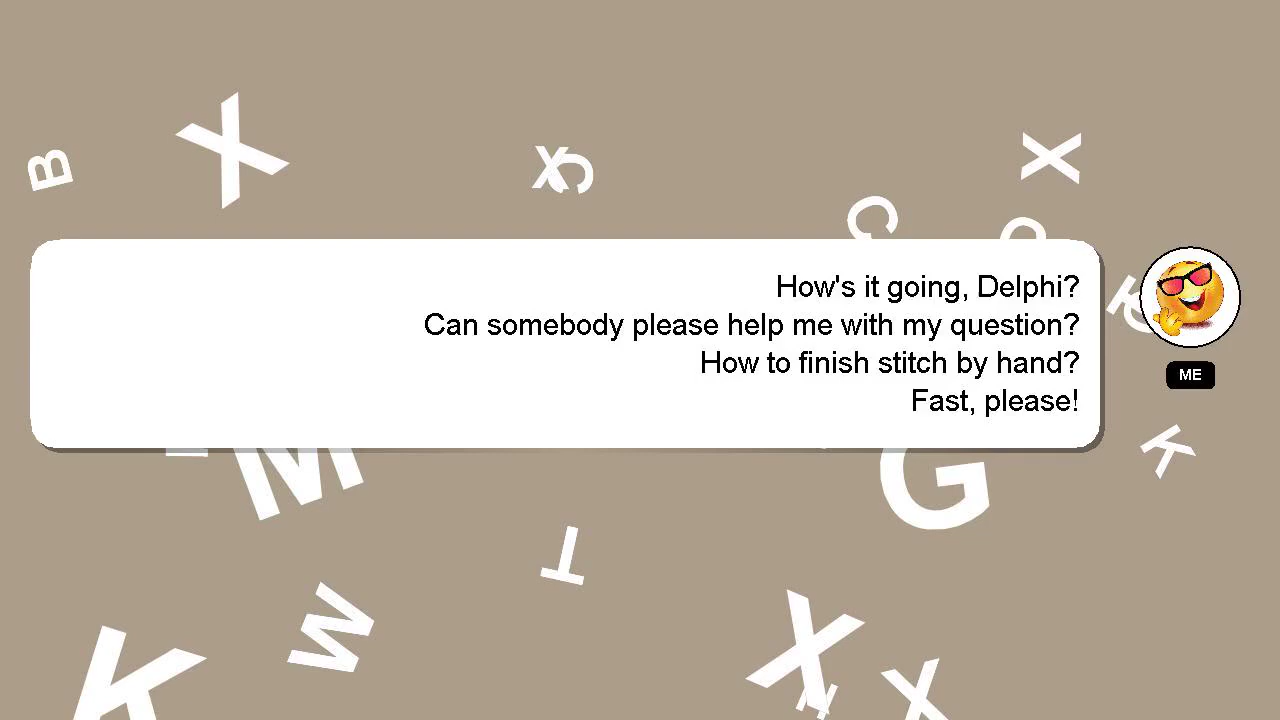 How's it going, Delphi?
Can somebody please help me with my question?
How to finish stitch by hand?
Fast, please!
ME
B
X
X
C
C
X
K
M
G
K
T
W
K
X
X